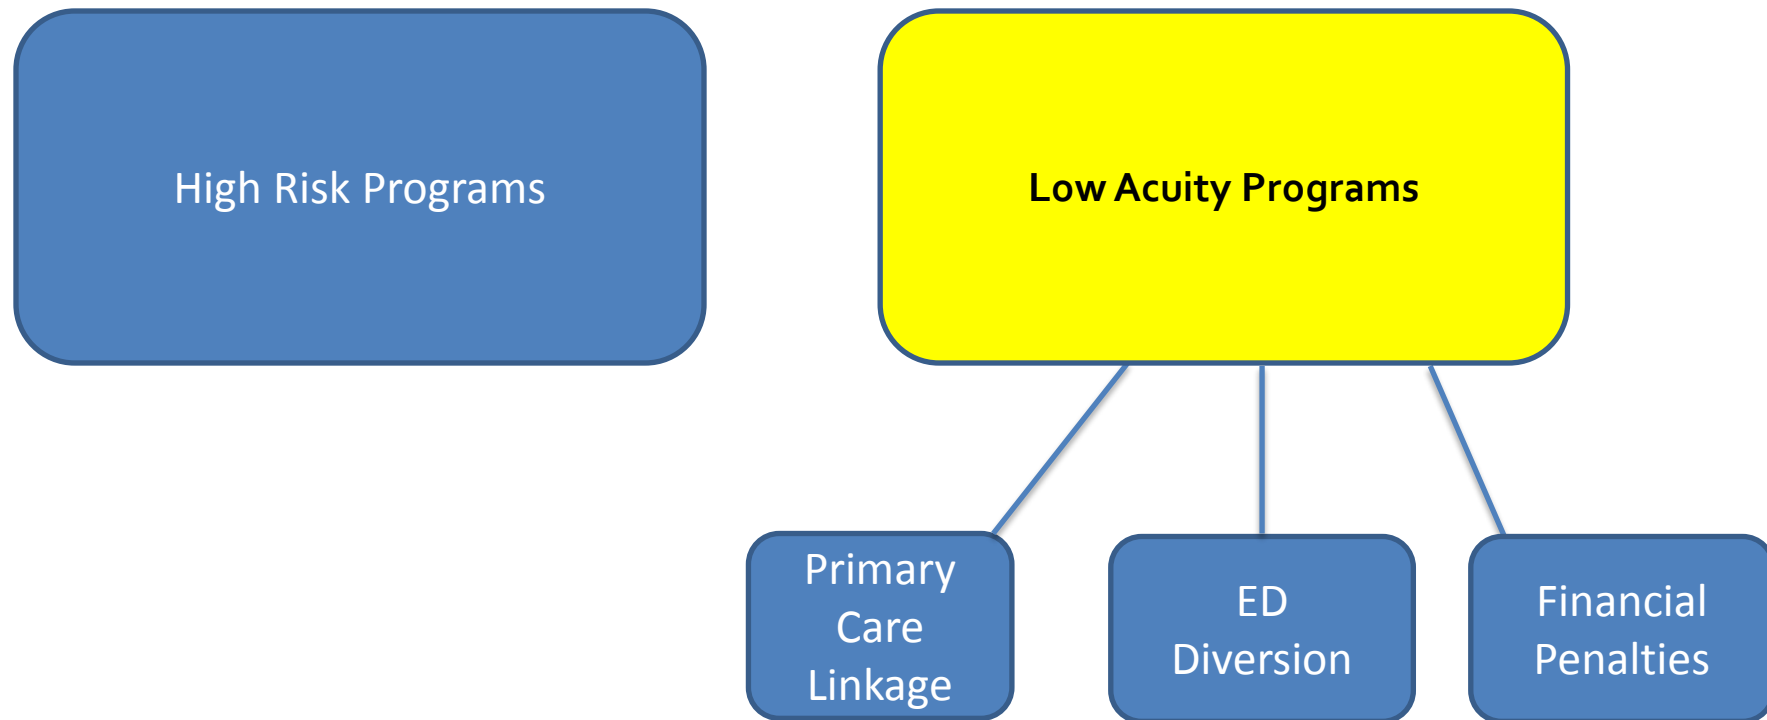 High Risk Programs
Low Acuity Programs
Primary
Care
Linkage
ED
Diversion
Financial
Penalties